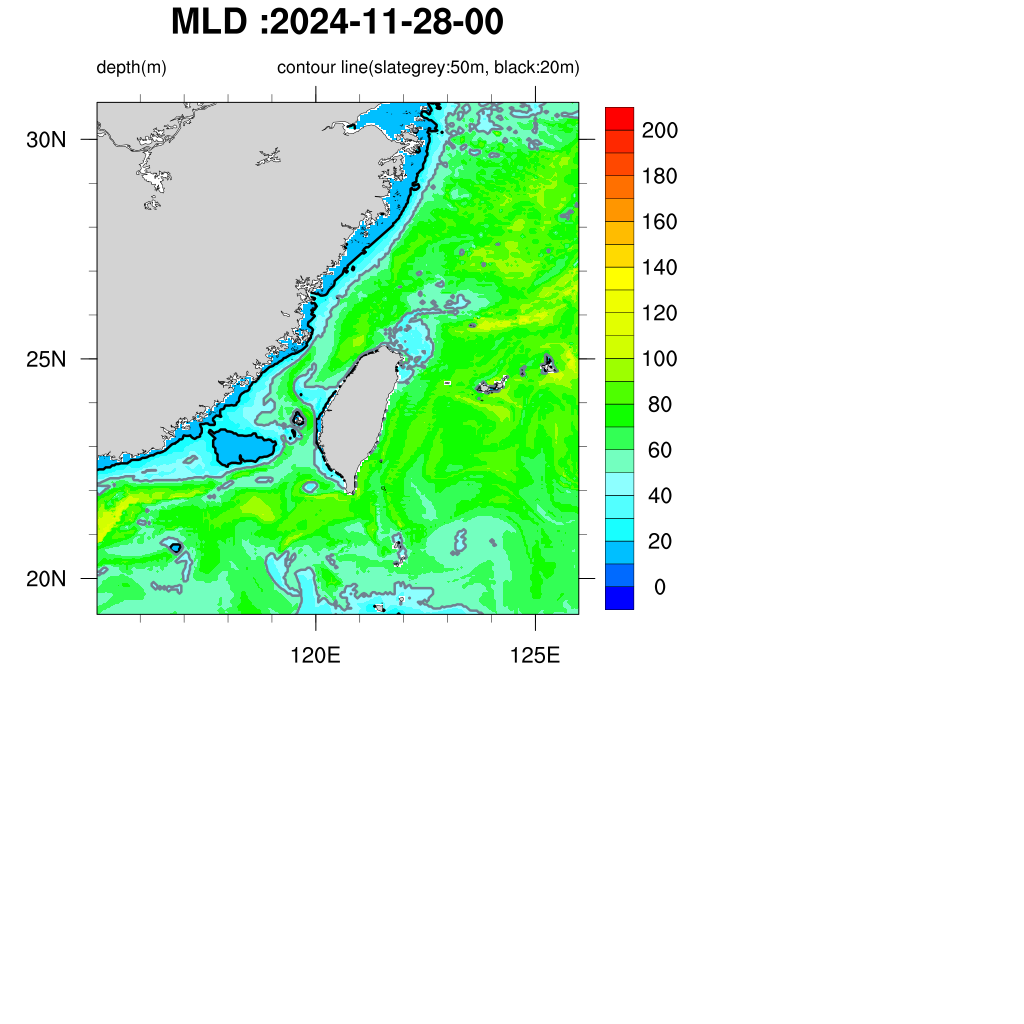 MLD :2024-11-28-00
depth(m)
contour line(slategrey:50m, black:20m)
30N
25N
20N
120E
125E
200
180
160
140
120
100
80
60
40
20
0